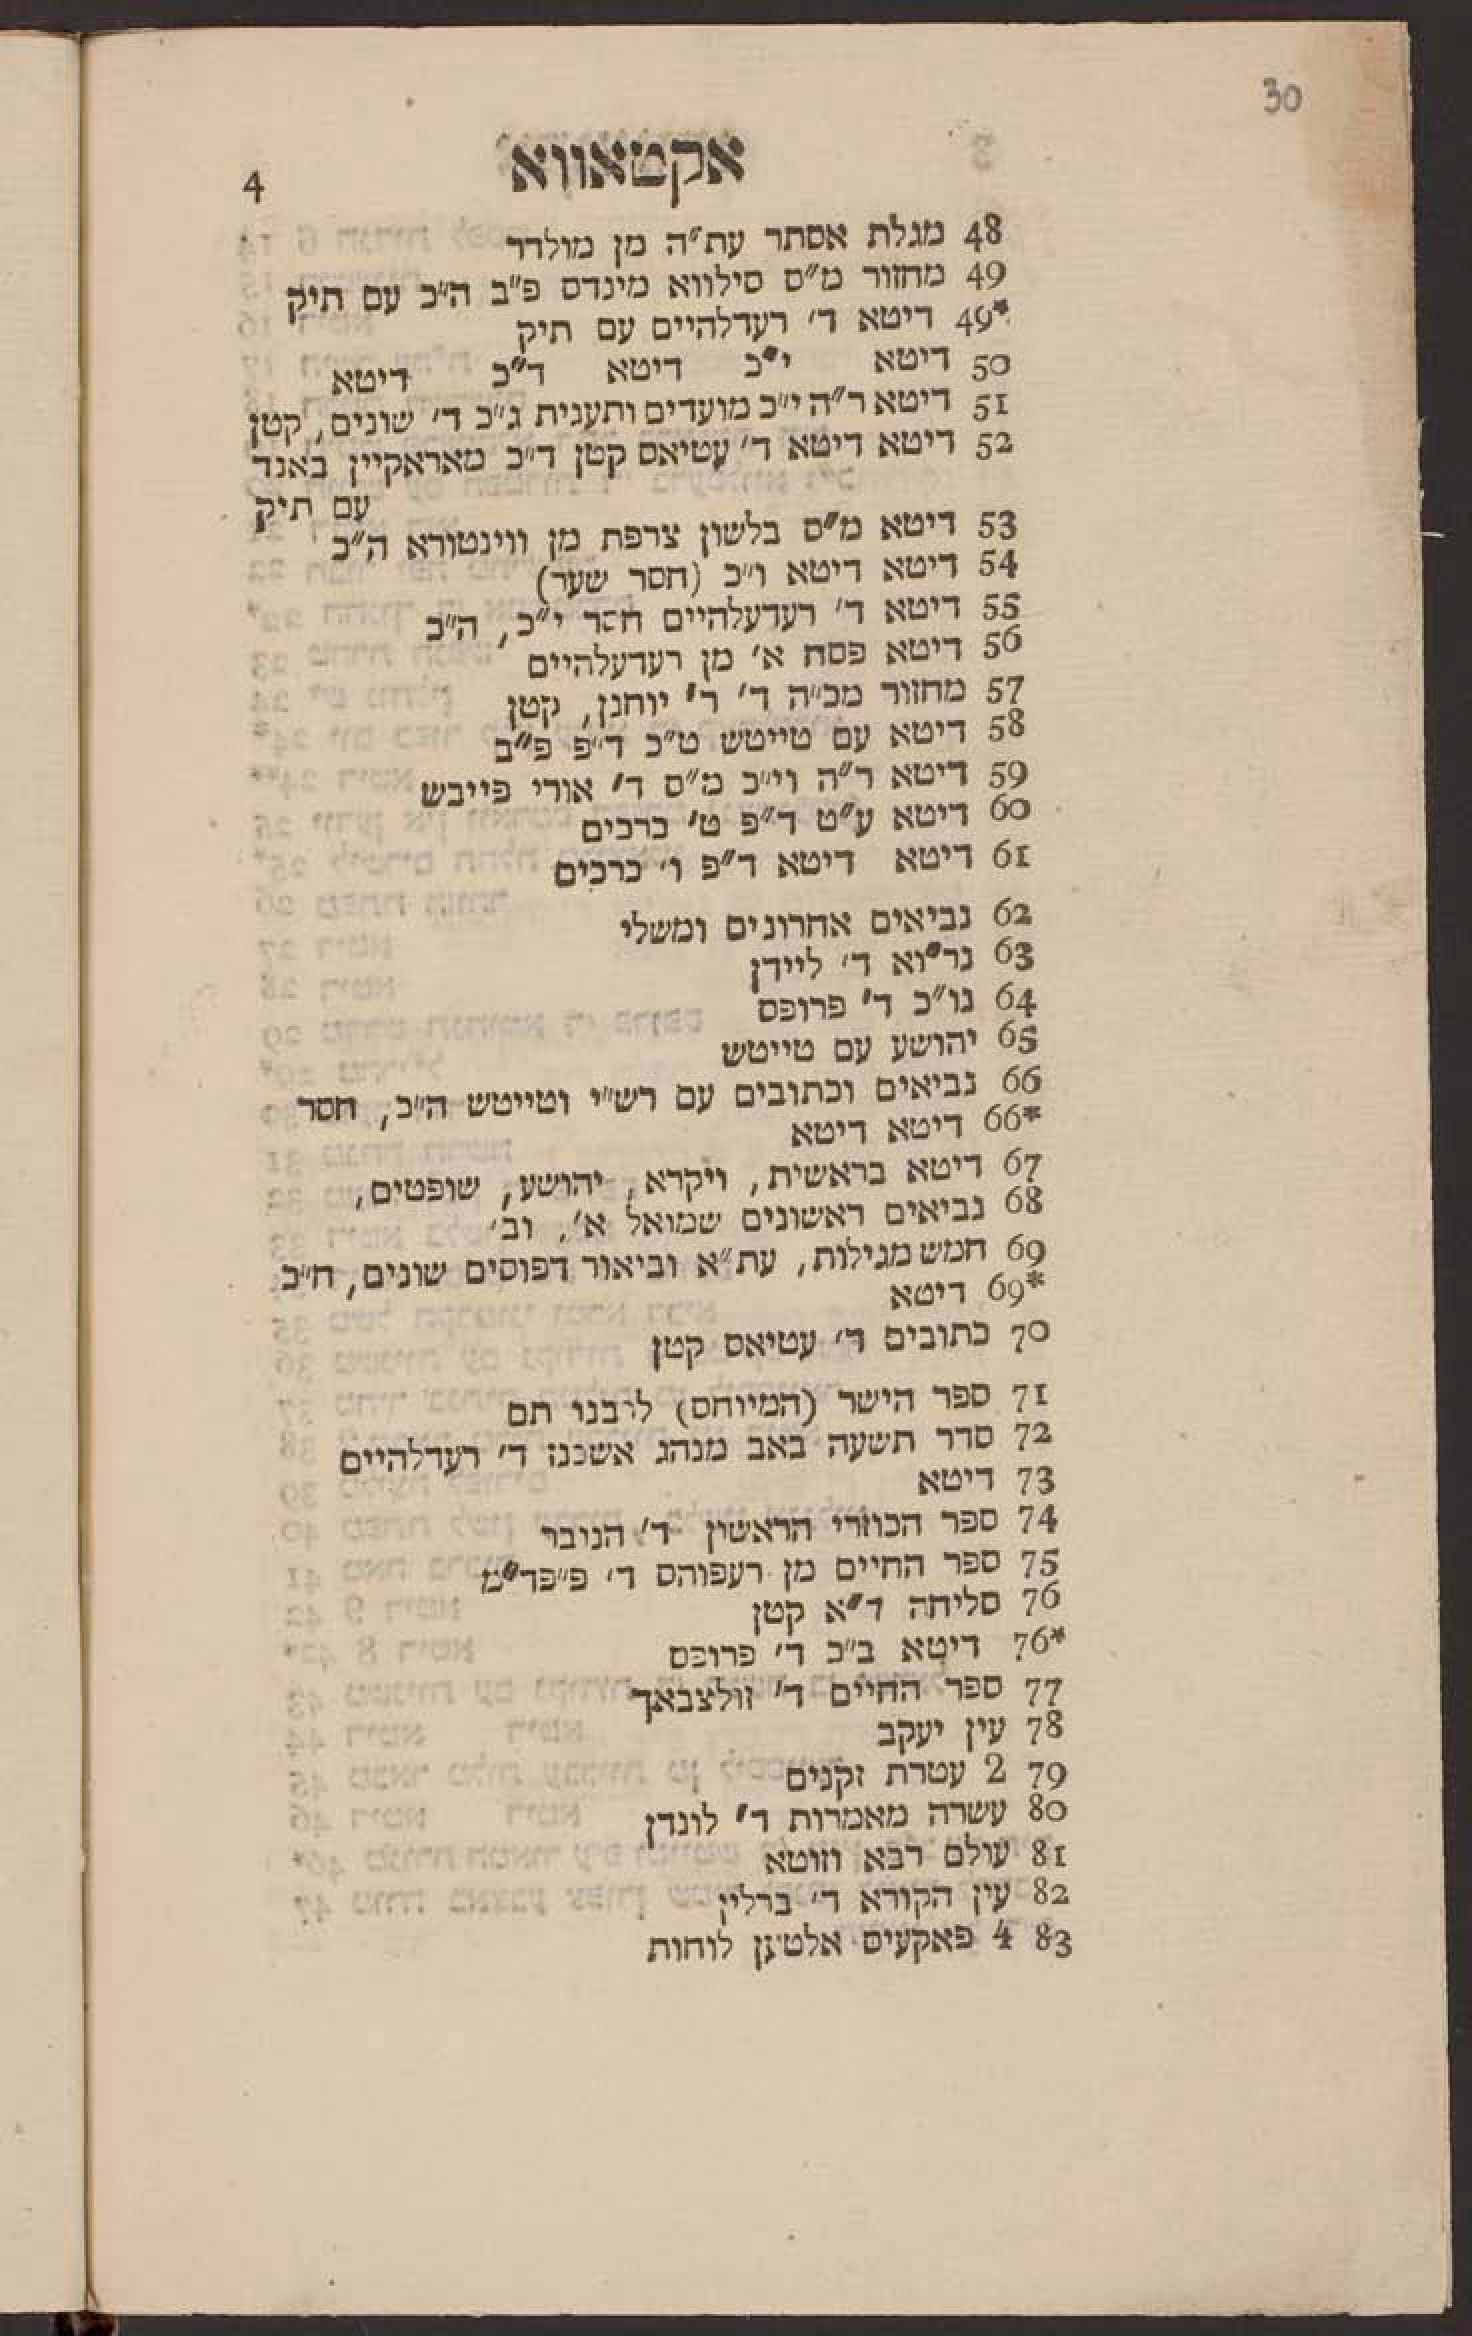 30
אקטאווא 4
48 מגלת אסתר עת״ה מן מולדר
49 מחזור מ״ס סילווא מינדס פ״ב ה״כ עם תיק
*49 דיטא ד׳ רעדלהיים עם תיק
50 דיטא י״כ דיטא ד״כ דיטא
51 דיטא ר״ה י״כ מועדים ותענית ג״כ ד׳ שונים, קטן
52 דיטא דיטא ד׳ עטיאס קטן ד״כ מאראקיין באנד
עם תיק
53 דיטא מ״ס בלשון צרפת מן ווינטורא ה״כ
54 דיטא דיטא ו״כ (חסר שער)
55 דיטא ד׳ רעדעלהיים חסר י״כ, ה״כ
56 דיטא פסח א׳ מן רעדעלהיים
57 מחזור מכ״ה ד׳ ר׳ יוחנן, קטן
58 דיטא עם טייטש ט״כ ד״פ פ״ב
59 דיטא ר״ה וי״כ מ״ס ד׳ אורי פייבש
60 דיטא ע״ט ד״פ ט׳ כרכים
61 דיטא דיטא ד״פ ו׳ כרכים
62 נביאים אחרונים ומשלי
63 נר״וא ד׳ ליידן
64 נו״כ ד׳ פרופס
65 יהושע עם טייטש
66 נביאים וכתובים עם רש״י וטייטש ה״כ, חסר
*66 דיטא דיטא
67 דיטא בראשית, ויקרא, יהושע, שופטים,
68 נביאים ראשונים שמואל א׳, וב׳
69 חמש מגילות, עת״א וביאור דפוסים שונים, ח״כ
*69 דיטא
70 כתובים ד׳ עטיאס קטן
71 ספר הישר (המיוחס) לרבנו תם
72 סדר תשעה באב מנהג אשכנז ד׳ רעדלהיים
73 דיטא
74 ספר הכוזרי הראשון ד׳ הנובר
75 ספר החיים מן רעפוהם ד׳ פ״פד״מ
76 סליחה ד״א קטן
*76 דיטא ב״כ ד׳ פרופס
77 ספר החיים ד׳ זולצבאך
78 עין יעקב
79 2 עטרת זקנים
80 עשרה מאמרות ד׳ לונדן
81 עולם רבא וזוטא
82 עין הקורא ד׳ ברלין
83 4 פאקעיס אלטען לוחות